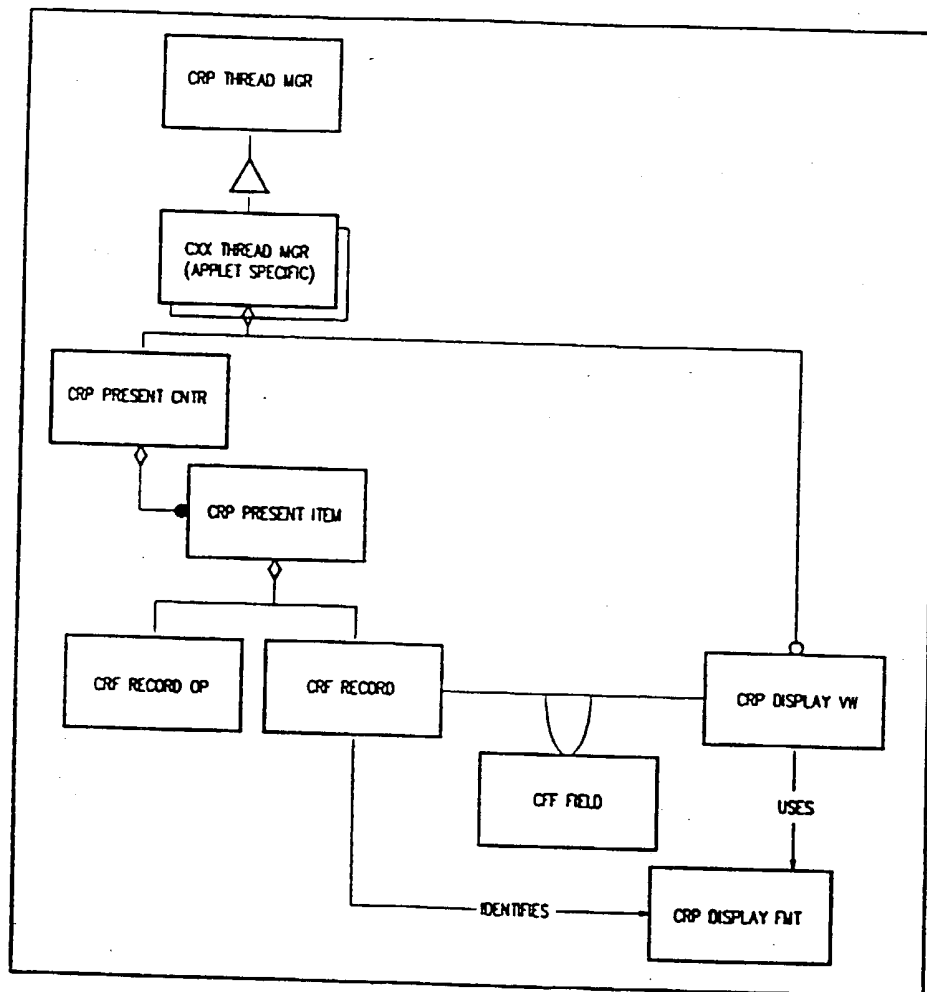 CRP THREAD MGR
CXX THREAD MGR
(APPLET SPECIFIC)
CRP PRESENT CNTR
CRP PRESENT ITEM
CRF RECORD OP
CRF RECORD
CRP DISPLAY VW
CFF FIELD
USES
IDENTIFIES
CRP DISPLAY FMT